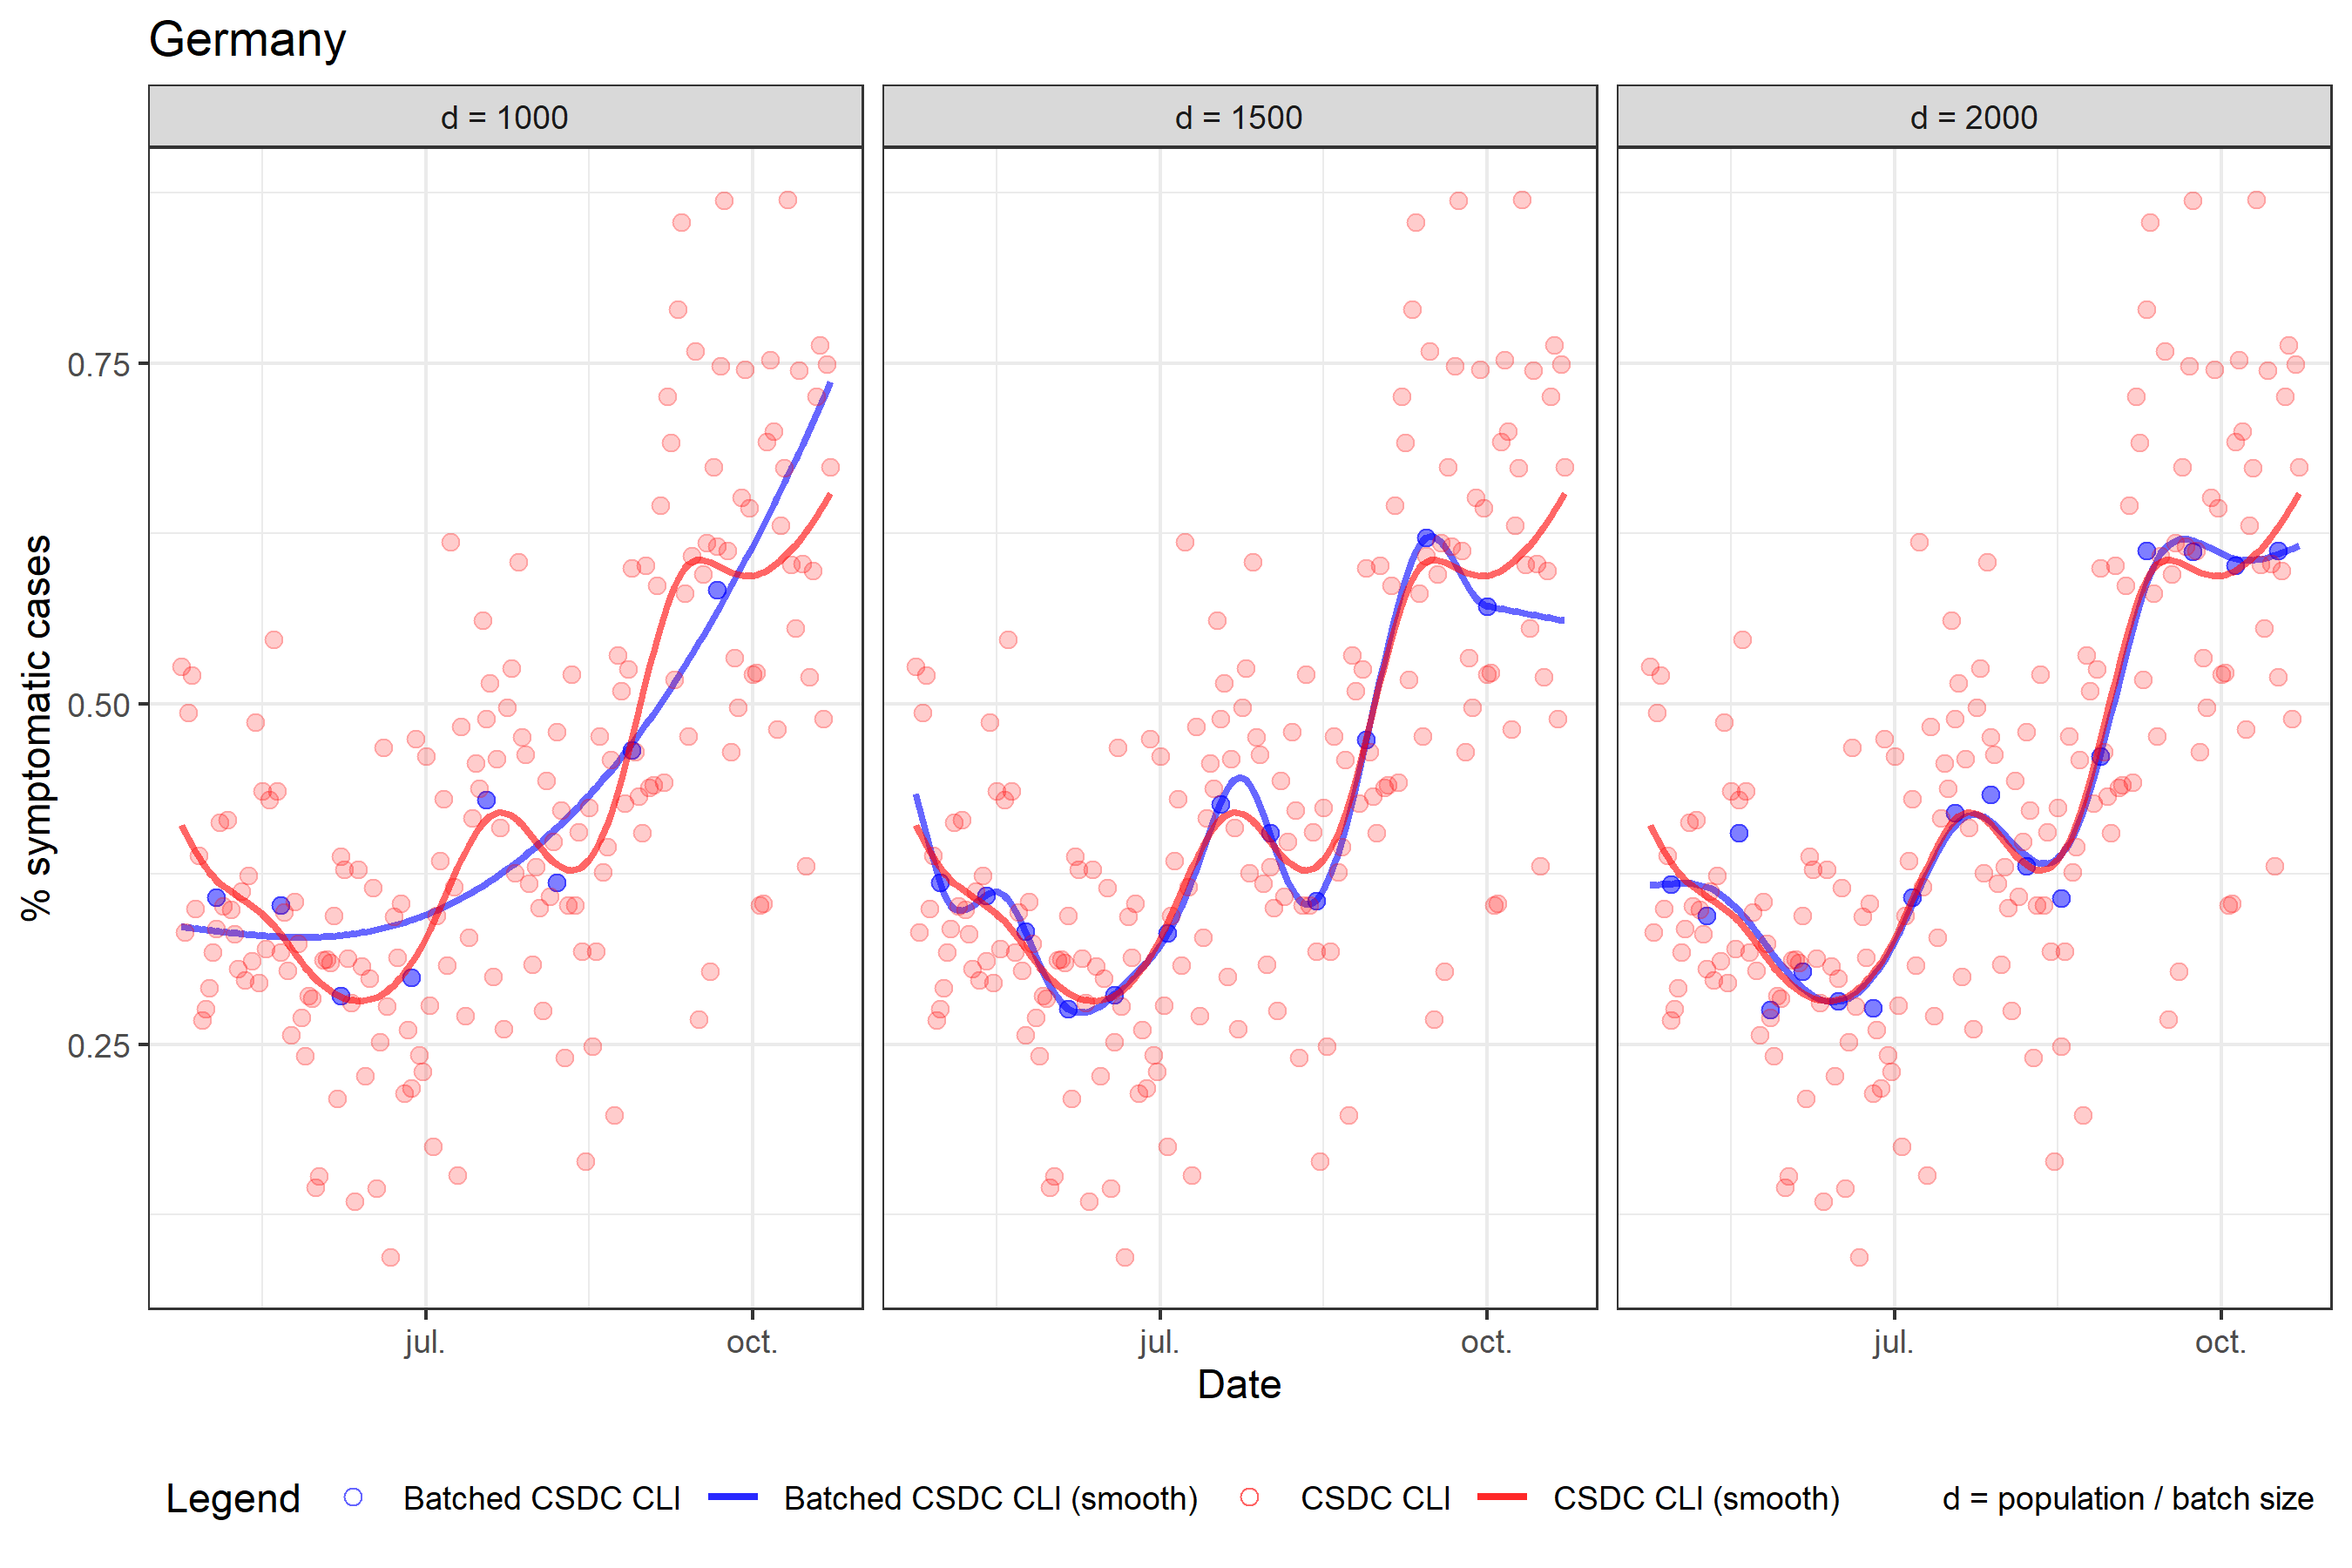 Germany
d = 1000
d = 1500
d = 2000
% symptomatic cases
0.75
0.50
0.25
jul.
oct.
jul.
oct.
jul.
oct.
Date
Legend Batched CSDC CLI Batched CSDC CLI (smooth) CSDC CLI CSDC CLI (smooth) d = population / batch size